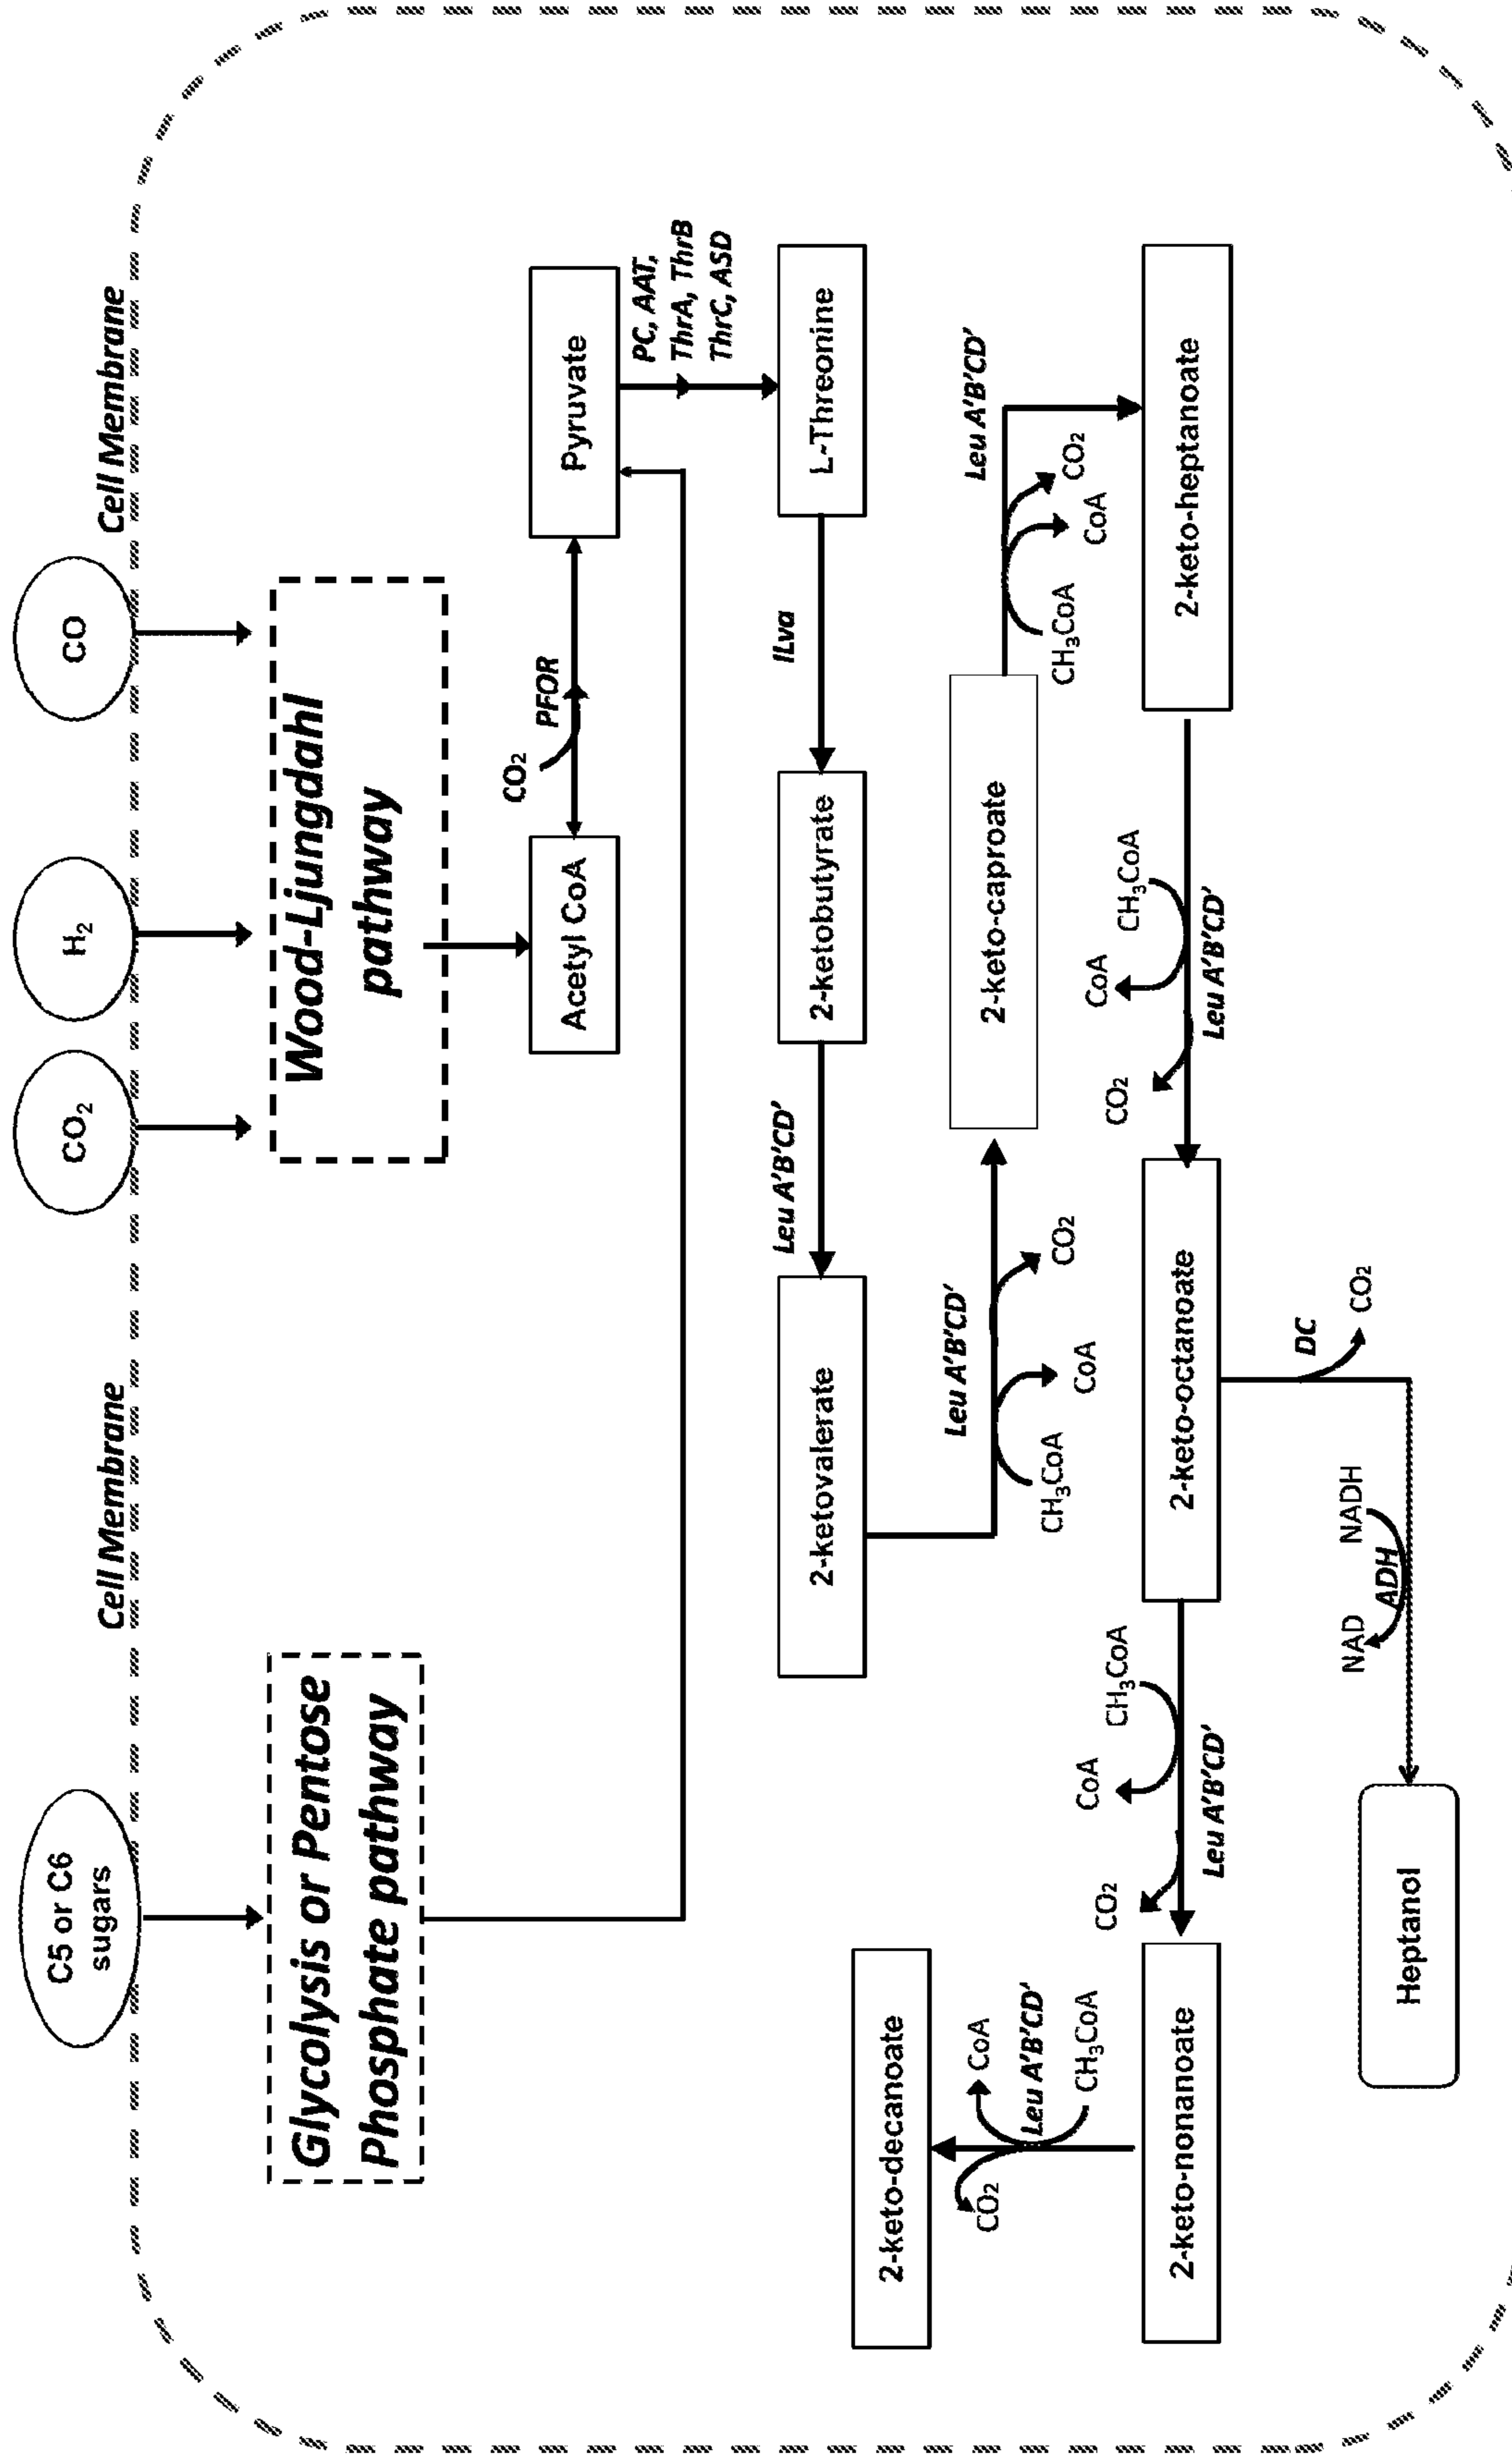 C5 or C6
sugars
CO₂
H₂
CO
Cell Membrane
Cell Membrane
Glycolysis or Pentose
Phosphate pathway
Wood-Ljungdahl
pathway
CO₂
PFOR
Acetyl CoA
Pyruvate
PC, AAT,
ThrA, ThrB
ThrC, ASD
Leu A'B'CD'
ILva
2-ketovalerate
2-ketobutyrate
L-Threonine
2-keto-decanoate
Leu A'B'CD'
CH₃CoA
CoA
CO₂
2-keto-caproate
Leu A'B'CD'
CH₃CoA
CoA
CO₂
CO₂
CoA
Leu A'B'CD'
CH₃CoA
CO₂
CoA
CH₃CoA
Leu A'B'CD'
CO₂
CoA
CH₃CoA
Leu A'B'CD'
2-keto-nonanoate
2-keto-octanoate
2-keto-heptanoate
DC
CO₂
NAD
NADH
ADH
Heptanol